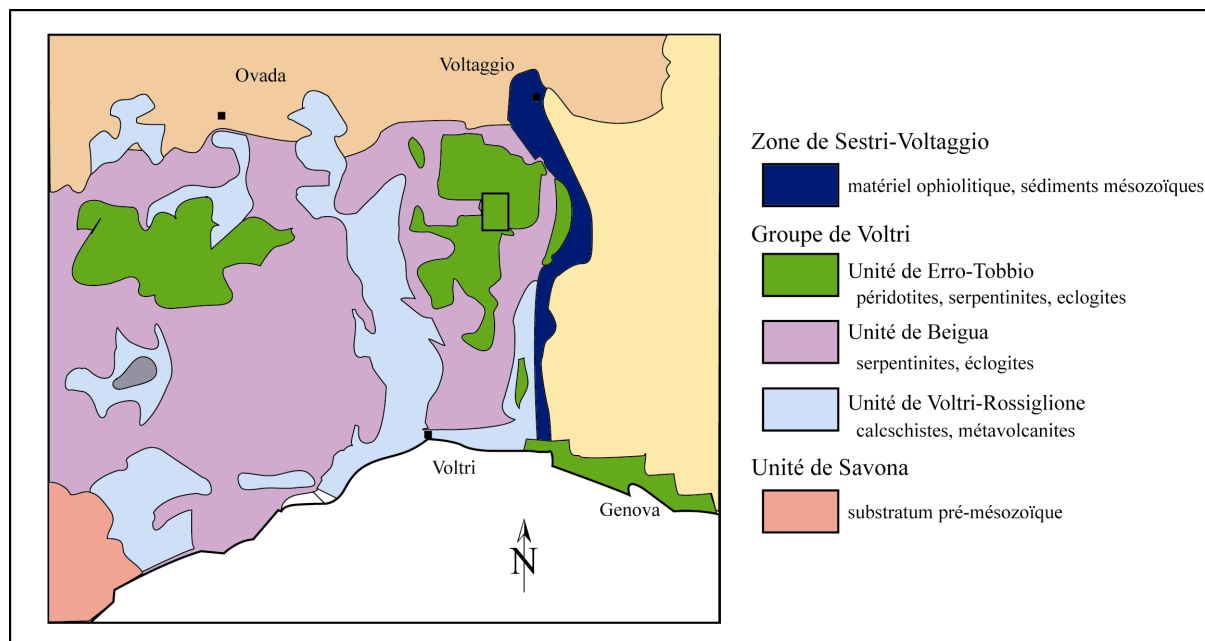 Ovada
Voltaggio
Voltri
Genova
N
Zone de Sestri-Voltaggio
matériel ophiolitique, sédiments mésozoïques
Groupe de Voltri
Unité de Erro-Tobbio
péridotites, serpentinites, eclogites
Unité de Beigua
serpentinites, éclogites
Unité de Voltri-Rossiglione
calcschistes, métavolcanites
Unité de Savona
substratum pré-mésozoïque